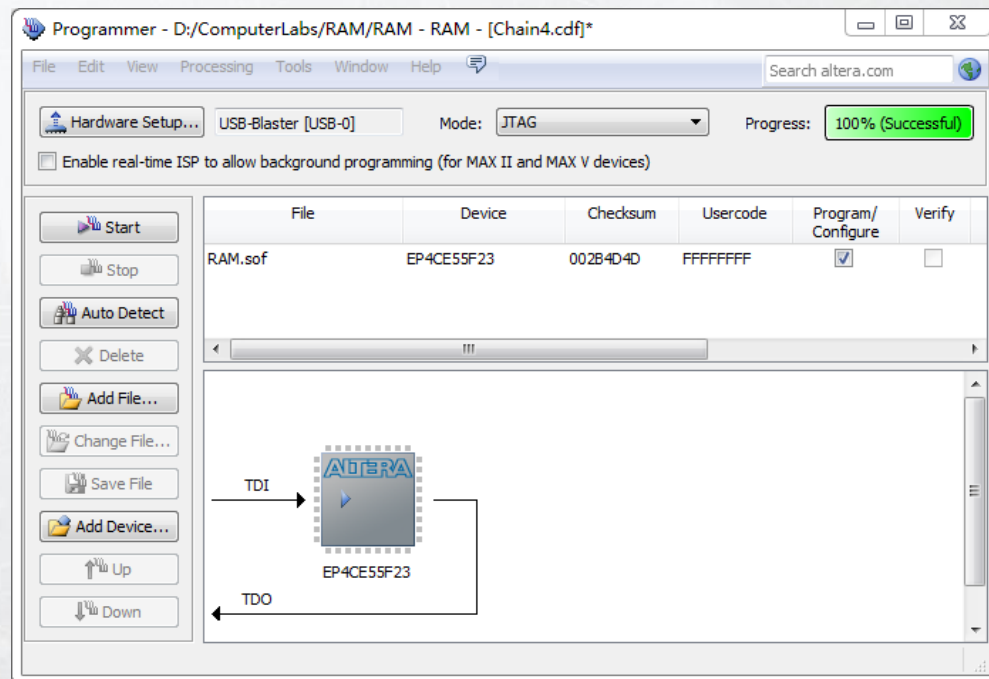 Programmer - D:/ComputerLabs/RAM/RAM - RAM - [Chain4.cdf]*
File Edit View Processing Tools Window Help Search altera.com
Hardware Setup... USB-Blaster [USB-0] Mode: JTAG Progress: 100% (Successful)
Enable real-time ISP to allow background programming (for MAX II and MAX V devices)
Start
Stop
Auto Detect
Delete
Add File...
Change File...
Save File
Add Device...
Up
Down
File Device Checksum Usercode Program/ Verify
Configure
RAM.sof EP4CE55F23 002B4D4D FFFFFFFF
TDI
ALTERA
EP4CE55F23
TDO